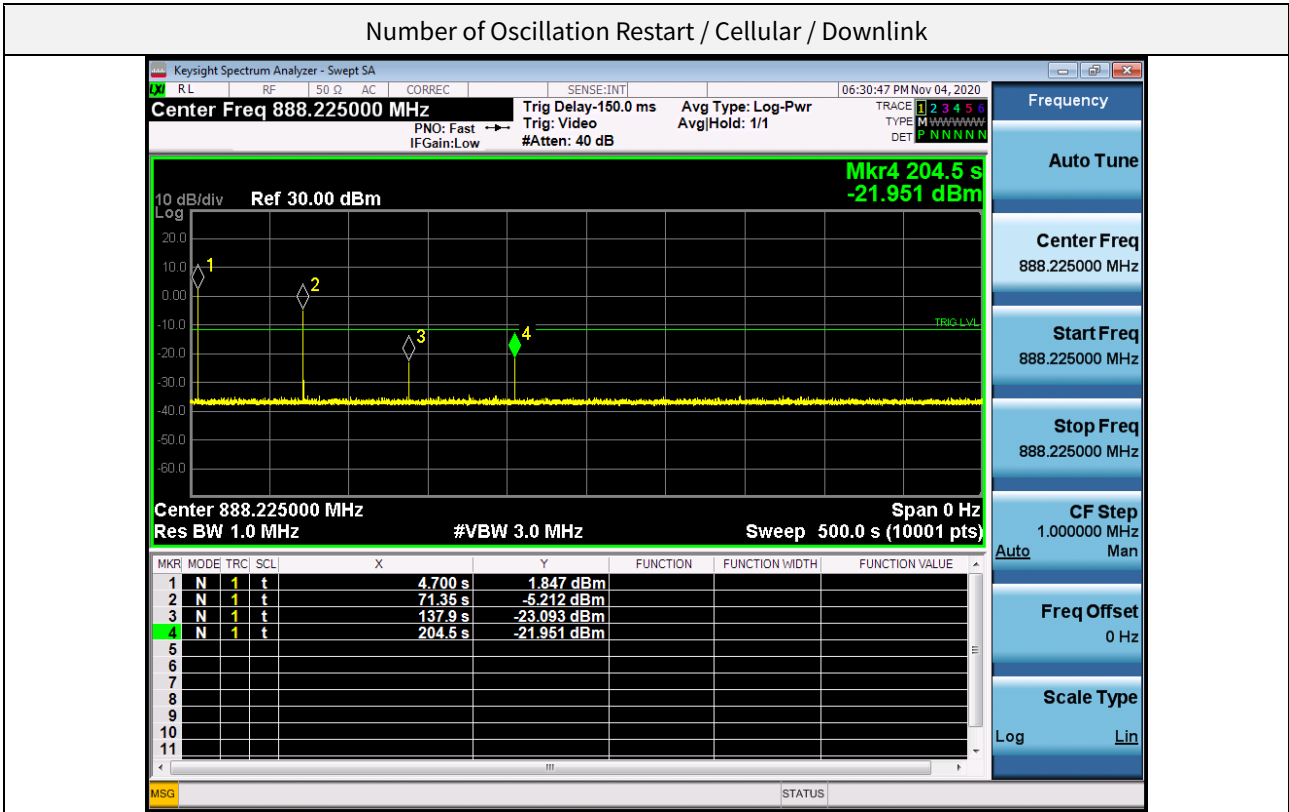 Number of Oscillation Restart / Cellular / Downlink
Keysight Spectrum Analyzer - Swept SA
LXI RL RF 50 Ω AC CORREC SENSE:INT 06:30:47 PM Nov 04, 2020
Center Freq 888.225000 MHz
PNO: Fast
IFGain:Low
Trig Delay-150.0 ms
Trig: Video
#Atten: 40 dB
Avg Type: Log-Pwr
Avg|Hold: 1/1
TRACE 1 2 3 4 5 6
TYPE M W W W W W
DET P N N N N N
Mkr4 204.5 s
-21.951 dBm
10 dB/div Ref 30.00 dBm
Log
20.0
10.0
0.00
-10.0
-20.0
-30.0
-40.0
-50.0
-60.0
1
2
3
4
TRIG LVL
Center 888.225000 MHz Span 0 Hz
Res BW 1.0 MHz #VBW 3.0 MHz Sweep 500.0 s (10001 pts)
MKR MODE TRC SCL X Y FUNCTION FUNCTION WIDTH FUNCTION VALUE
1 N 1 t 4.700 s 1.847 dBm
2 N 1 t 71.35 s -5.212 dBm
3 N 1 t 137.9 s -23.093 dBm
4 N 1 t 204.5 s -21.951 dBm
5
6
7
8
9
10
11
MSG STATUS
Frequency
Auto Tune
Center Freq
888.225000 MHz
Start Freq
888.225000 MHz
Stop Freq
888.225000 MHz
CF Step
1.000000 MHz
Auto Man
Freq Offset
0 Hz
Scale Type
Log Lin